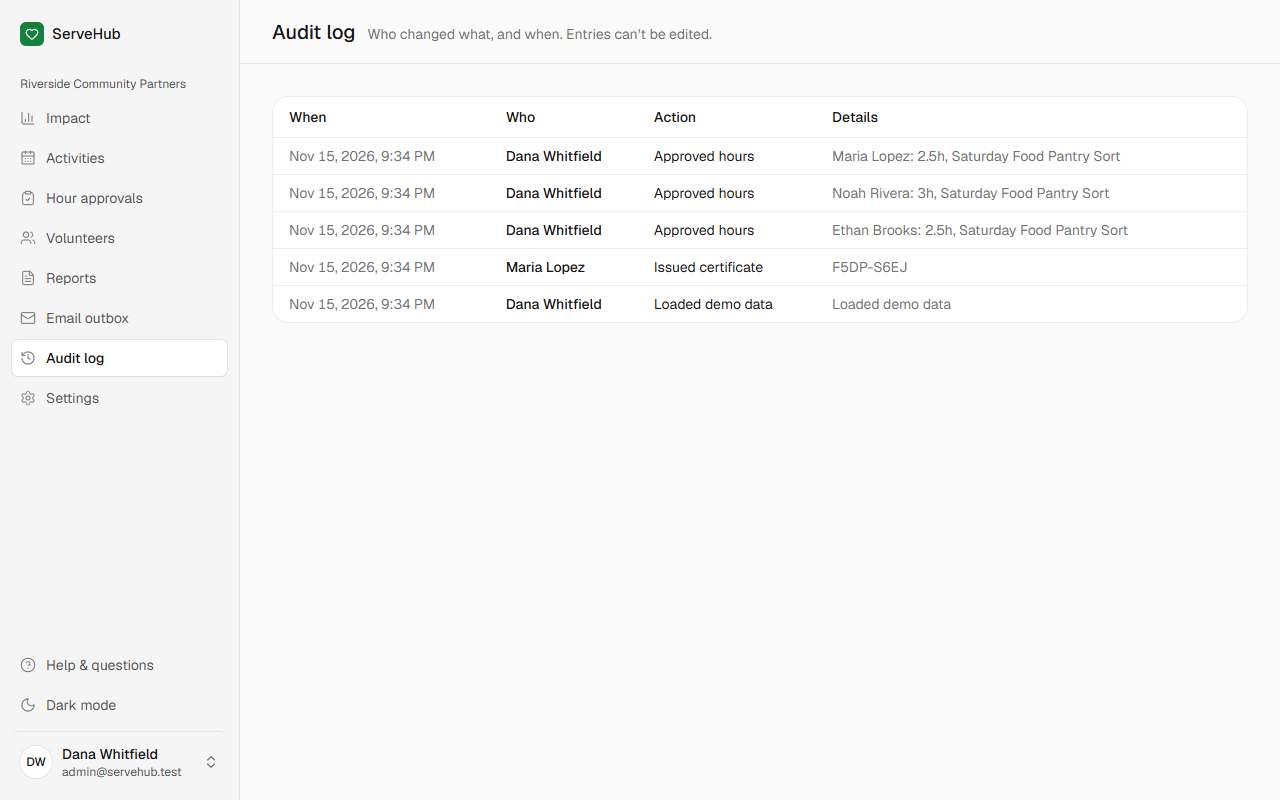 ServeHub
Riverside Community Partners
Impact
Activities
Hour approvals
Volunteers
Reports
Email outbox
Audit log
Settings
Help & questions
Dark mode
DW
Dana Whitfield
admin@servehub.test
Audit log Who changed what, and when. Entries can't be edited.
When Who Action Details
Nov 15, 2026, 9:34 PM Dana Whitfield Approved hours Maria Lopez: 2.5h, Saturday Food Pantry Sort
Nov 15, 2026, 9:34 PM Dana Whitfield Approved hours Noah Rivera: 3h, Saturday Food Pantry Sort
Nov 15, 2026, 9:34 PM Dana Whitfield Approved hours Ethan Brooks: 2.5h, Saturday Food Pantry Sort
Nov 15, 2026, 9:34 PM Maria Lopez Issued certificate F5DP-S6EJ
Nov 15, 2026, 9:34 PM Dana Whitfield Loaded demo data Loaded demo data